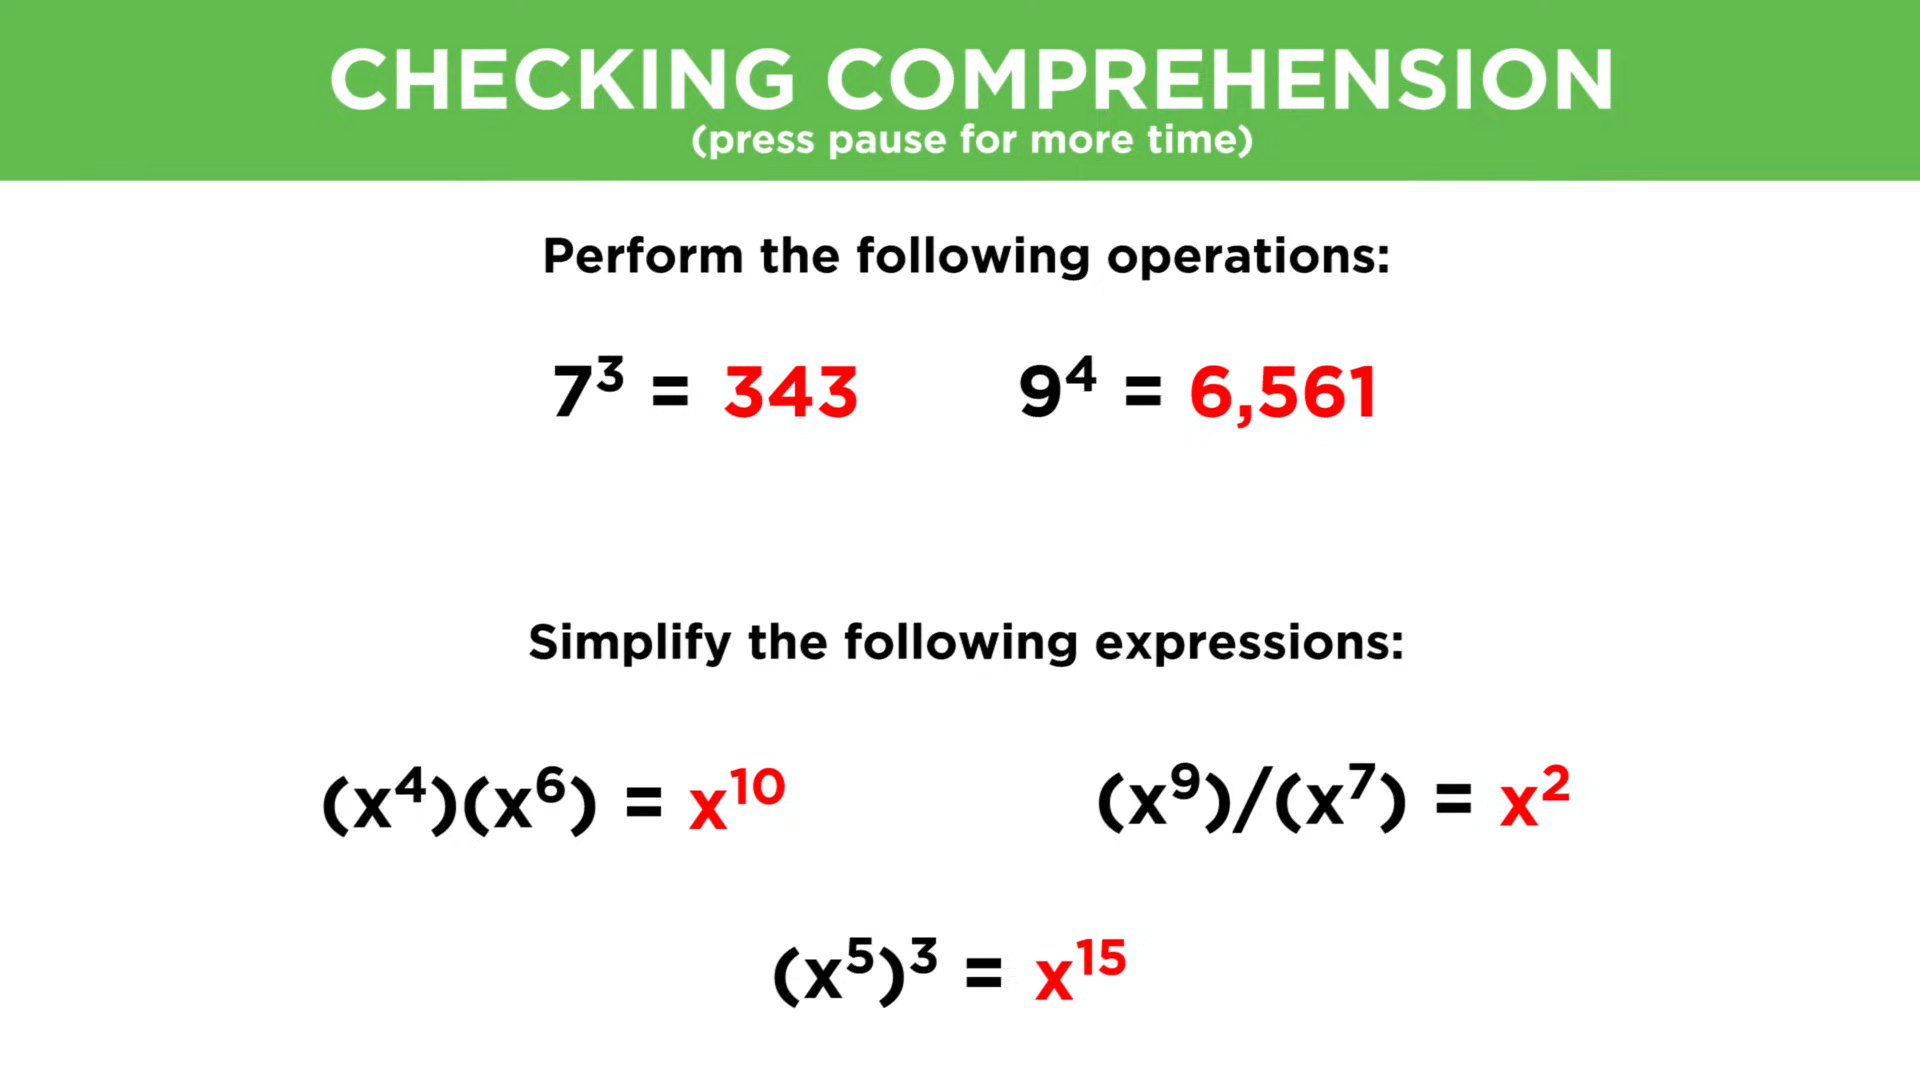 CHECKING COMPREHENSION
(press pause for more time)
Perform the following operations:
7³ = 343 9⁴ = 6,561
Simplify the following expressions:
(x⁴)(x⁶) = x¹⁰ (x⁹)/(x⁷) = x²
(x⁵)³ = x¹⁵